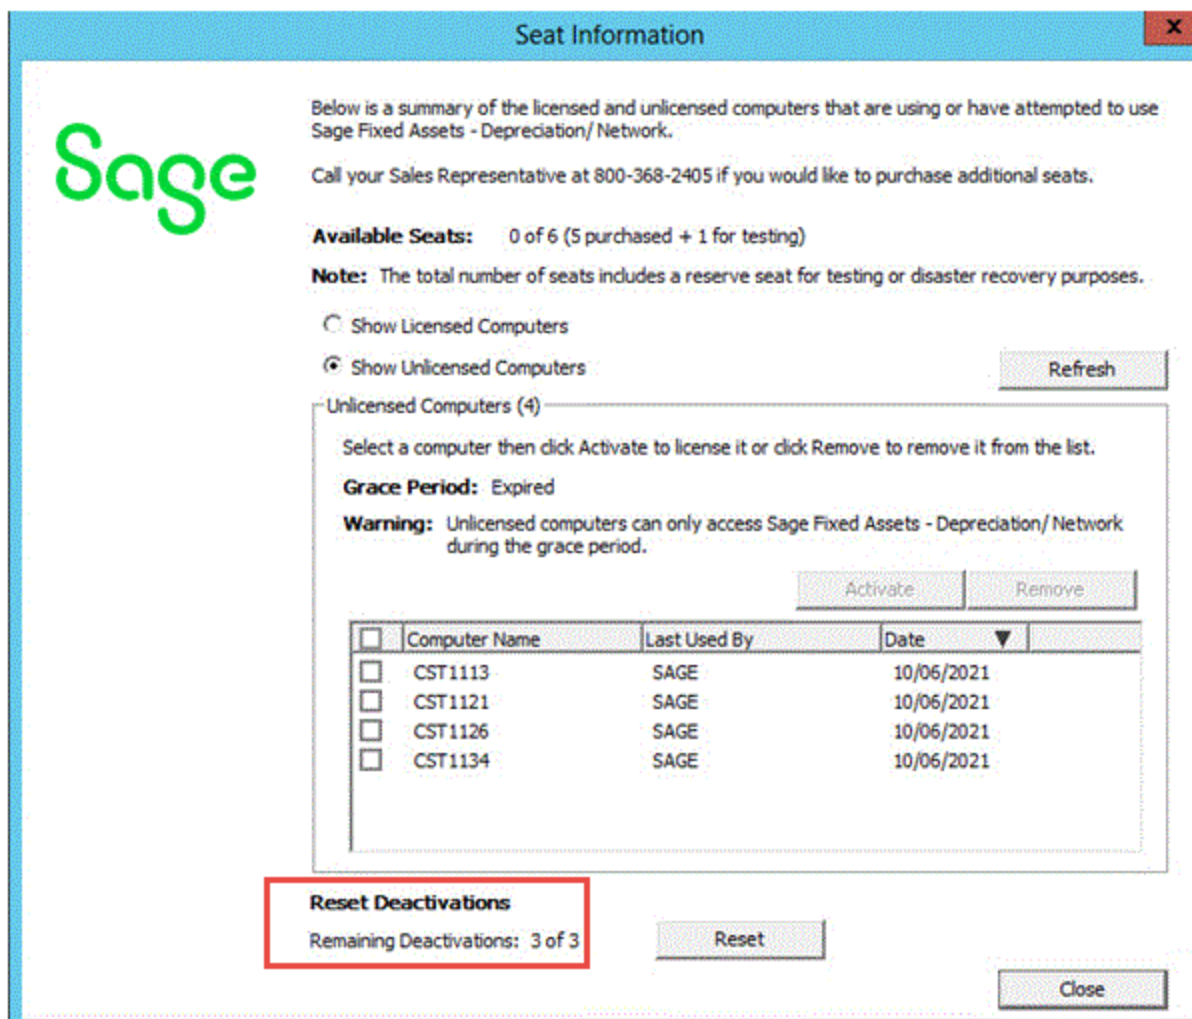 Seat Information
X
Sage
Below is a summary of the licensed and unlicensed computers that are using or have attempted to use
Sage Fixed Assets - Depreciation/ Network.
Call your Sales Representative at 800-368-2405 if you would like to purchase additional seats.
Available Seats: 0 of 6 (5 purchased + 1 for testing)
Note: The total number of seats includes a reserve seat for testing or disaster recovery purposes.
Show Licensed Computers
Show Unlicensed Computers
Refresh
Unlicensed Computers (4)
Select a computer then click Activate to license it or click Remove to remove it from the list.
Grace Period: Expired
Warning: Unlicensed computers can only access Sage Fixed Assets - Depreciation/ Network
during the grace period.
Activate Remove
Computer Name Last Used By Date
CST1113 SAGE 10/06/2021
CST1121 SAGE 10/06/2021
CST1126 SAGE 10/06/2021
CST1134 SAGE 10/06/2021
Reset Deactivations
Remaining Deactivations: 3 of 3
Reset
Close